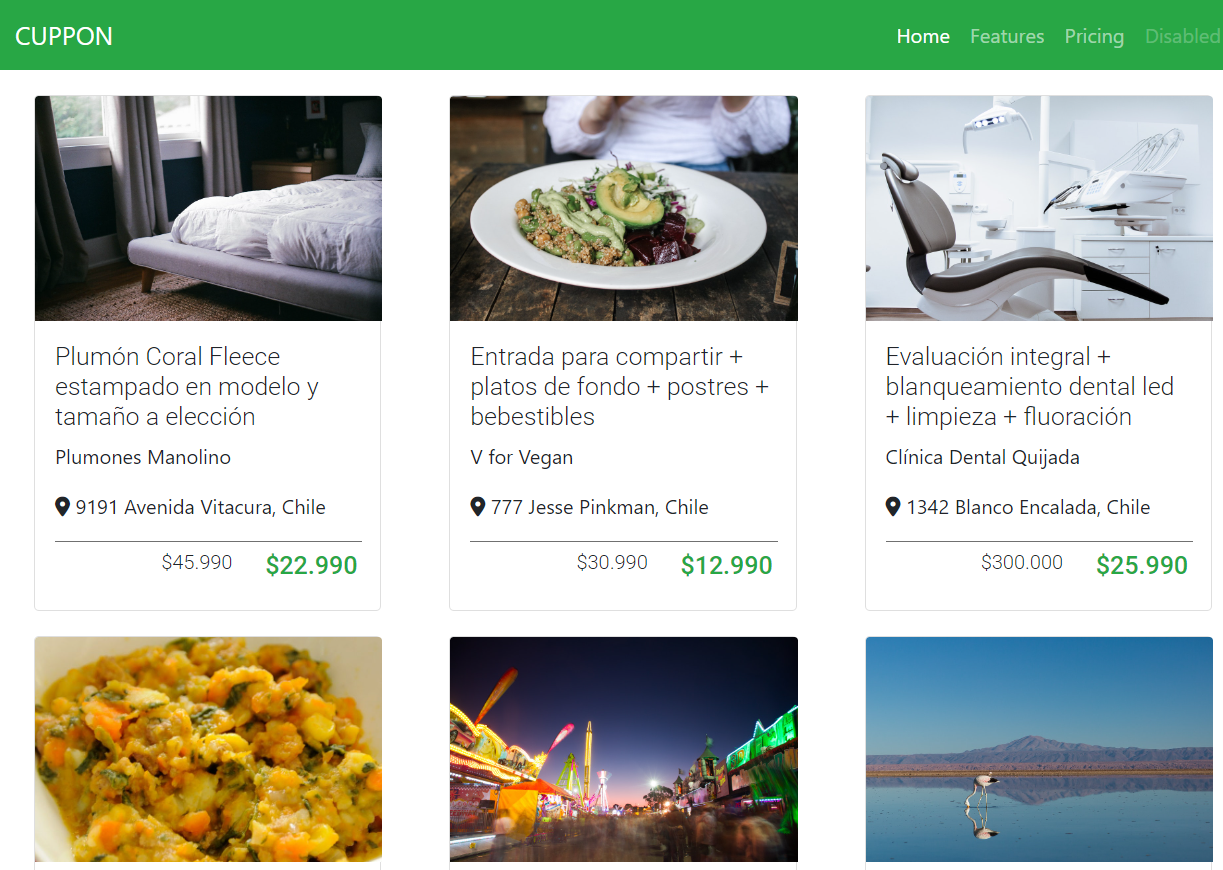 CUPPON
Home Features Pricing Disabled
Plumón Coral Fleece
estampado en modelo y
tamaño a elección
Plumones Manolino
9191 Avenida Vitacura, Chile
$45.990 $22.990
Entrada para compartir +
platos de fondo + postres +
bebestibles
V for Vegan
777 Jesse Pinkman, Chile
$30.990 $12.990
Evaluación integral +
blanqueamiento dental led
+ limpieza + fluoración
Clínica Dental Quijada
1342 Blanco Encalada, Chile
$300.000 $25.990